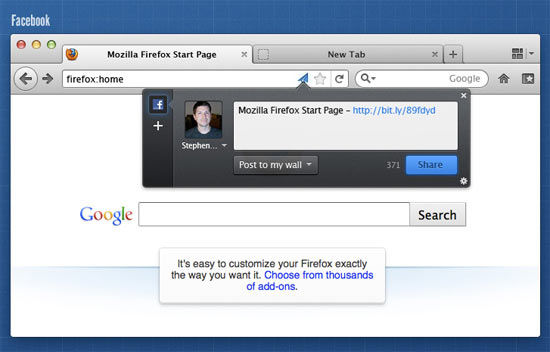 Facebook
Mozilla Firefox Start Page
New Tab
firefox:home
Google
Mozilla Firefox Start Page – http://bit.ly/89fdyd
Stephen...
Post to my wall
371
Share
Google
Search
It's easy to customize your Firefox exactly
the way you want it. Choose from thousands
of add-ons.